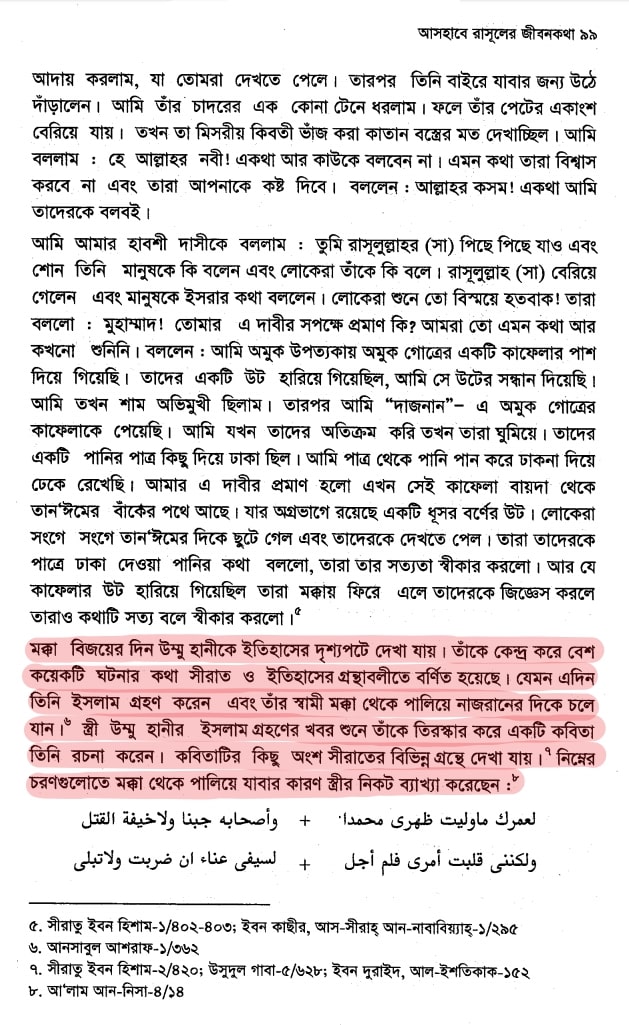 আসহাবে রাসূলের জীবনকথা ৯৯
আদায় করলাম, যা তোমরা দেখতে পেলে। তারপর তিনি বাইরে যাবার জন্য উঠে
দাঁড়ালেন। আমি তাঁর চাদরের এক কোনা টেনে ধরলাম। ফলে তাঁর পেটের একাংশ
বেরিয়ে যায়। তখন তা মিসরীয় কিবতী ভাঁজ করা কাতান বস্ত্রের মত দেখাচ্ছিল। আমি
বললাম : হে আল্লাহর নবী! একথা আর কাউকে বলবেন না। এমন কথা তারা বিশ্বাস
করবে না এবং তারা আপনাকে কষ্ট দিবে। বললেন : আল্লাহর কসম! একথা আমি
তাদেরকে বলবই।
আমি আমার হাবশী দাসীকে বললাম : তুমি রাসূলুল্লাহর (সা) পিছে পিছে যাও এবং
শোন তিনি মানুষকে কি বলেন এবং লোকেরা তাঁকে কি বলে। রাসূলুল্লাহ (সা) বেরিয়ে
গেলেন এবং মানুষকে ইসরার কথা বললেন। লোকেরা শুনে তো বিস্ময়ে হতবাক! তারা
বললো : মুহাম্মাদ! তোমার এ দাবীর সপক্ষে প্রমাণ কি? আমরা তো এমন কথা আর
কখনো শুনিনি। বললেন : আমি অমুক উপত্যকায় অমুক গোত্রের একটি কাফেলার পাশ
দিয়ে গিয়েছি। তাদের একটি উট হারিয়ে গিয়েছিল, আমি সে উটের সন্ধান দিয়েছি।
আমি তখন শাম অভিমুখী ছিলাম। তারপর আমি “দাজনান”– এ অমুক গোত্রের
কাফেলাকে পেয়েছি। আমি যখন তাদের অতিক্রম করি তখন তারা ঘুমিয়ে। তাদের
একটি পানির পাত্র কিছু দিয়ে ঢাকা ছিল। আমি পাত্র থেকে পানি পান করে ঢাকনা দিয়ে
ঢেকে রেখেছি। আমার এ দাবীর প্রমাণ হলো এখন সেই কাফেলা বায়দা থেকে
তান‘ঈমের বাঁকের পথে আছে। যার অগ্রভাগে রয়েছে একটি ধূসর বর্ণের উট। লোকেরা
সংগে সংগে তান‘ঈমের দিকে ছুটে গেল এবং তাদেরকে দেখতে পেল। তারা তাদেরকে
পাত্রে ঢাকা দেওয়া পানির কথা বললো, তারা তার সত্যতা স্বীকার করলো। আর যে
কাফেলার উট হারিয়ে গিয়েছিল তারা মক্কায় ফিরে এলে তাদেরকে জিজ্ঞেস করলে
তারাও কথাটি সত্য বলে স্বীকার করলো।৫
মক্কা বিজয়ের দিন উম্মু হানীকে ইতিহাসের দৃশ্যপটে দেখা যায়। তাঁকে কেন্দ্র করে বেশ
কয়েকটি ঘটনার কথা সীরাত ও ইতিহাসের গ্রন্থাবলীতে বর্ণিত হয়েছে। যেমন এদিন
তিনি ইসলাম গ্রহণ করেন এবং তাঁর স্বামী মক্কা থেকে পালিয়ে নাজরানের দিকে চলে
যান।৬ স্ত্রী উম্মু হানীর ইসলাম গ্রহণের খবর শুনে তাঁকে তিরস্কার করে একটি কবিতা
তিনি রচনা করেন। কবিতাটির কিছু অংশ সীরাতের বিভিন্ন গ্রন্থে দেখা যায়।৭ নিম্নের
চরণগুলোতে মক্কা থেকে পালিয়ে যাবার কারণ স্ত্রীর নিকট ব্যাখ্যা করেছেন :৮
لعمرك ماوليت ظهرى محمدا + وأصحابه جبنا ولاخيفة القتل
ولكننى قلبت أمرى فلم أجل + لسيفى عناء ان ضربت ولاتبلى
৫. সীরাতু ইবন হিশাম-১/৪০২-৪০৩; ইবন কাছীর, আস-সীরাহ্ আন-নাবাবিয়্যাহ্-১/২৯৫
৬. আনসাবুল আশরাফ-১/৩৬২
৭. সীরাতু ইবন হিশাম-২/৪২০; উসুদুল গাবা-৫/৬২৮; ইবন দুরাইদ, আল-ইশতিকাক-১৫২
৮. আ‘লাম আন-নিসা-৪/১৪